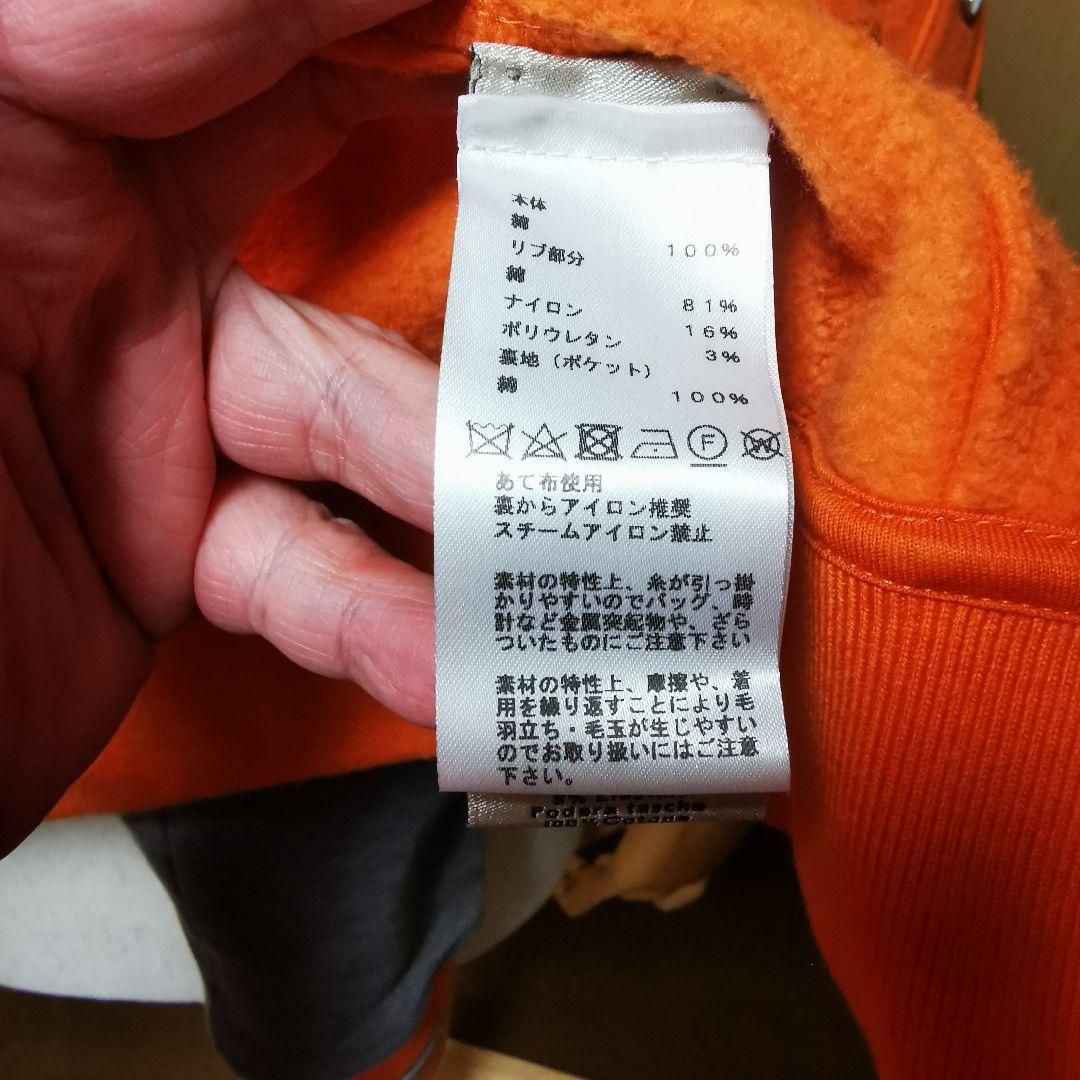 本体
綿 100%
リブ部分
綿 81%
ナイロン 16%
ポリウレタン 3%
裏地(ポケット)
綿 100%
F
W
あて布使用
裏からアイロン推奨
スチームアイロン禁止
素材の特性上、糸が引っ掛
かりやすいのでバッグ、時
計など金属突起物や、ざら
ついたものにご注意下さい
素材の特性上、摩擦や、着
用を繰り返すことにより毛
羽立ち・毛玉が生じやすい
のでお取り扱いにはご注意
下さい。
Fodera tasche
100% Cotone